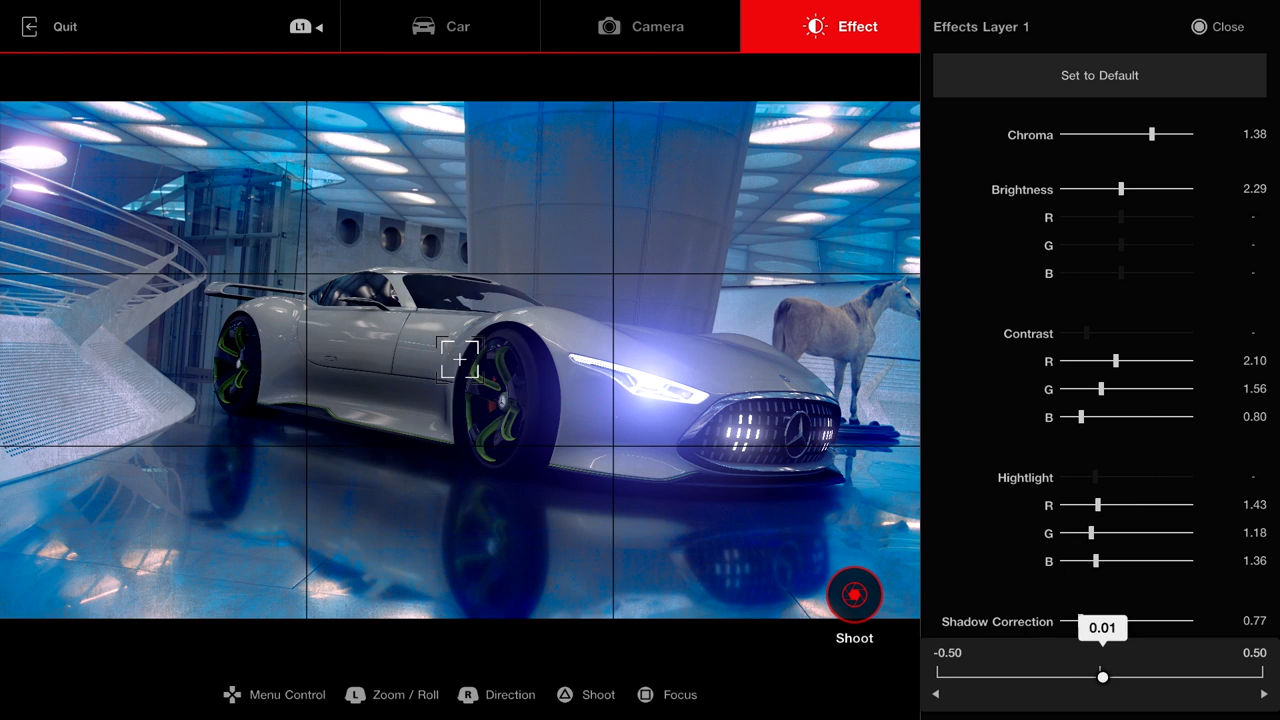 Quit
L1
Car
Camera
Effect
Effects Layer 1
Close
Set to Default
Chroma 1.38
Brightness 2.29
R -
G -
B -
Contrast -
R 2.10
G 1.56
B 0.80
Hightlight -
R 1.43
G 1.18
B 1.36
Shadow Correction 0.77
0.01
-0.50 0.50
Shoot
Menu Control
L Zoom / Roll
R Direction
Shoot
Focus